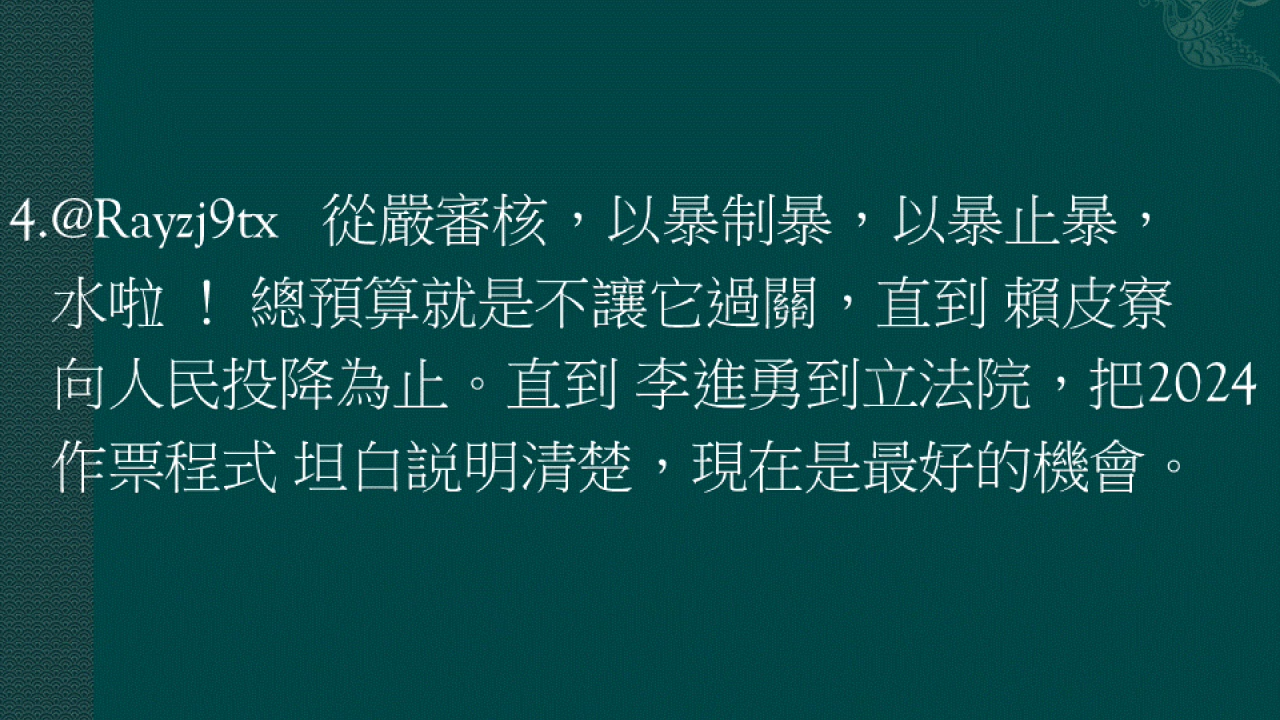 4.@Rayzj9tx 從嚴審核，以暴制暴，以暴止暴，
水啦 ！ 總預算就是不讓它過關，直到 賴皮寮
向人民投降為止。直到 李進勇到立法院，把2024
作票程式 坦白説明清楚，現在是最好的機會。